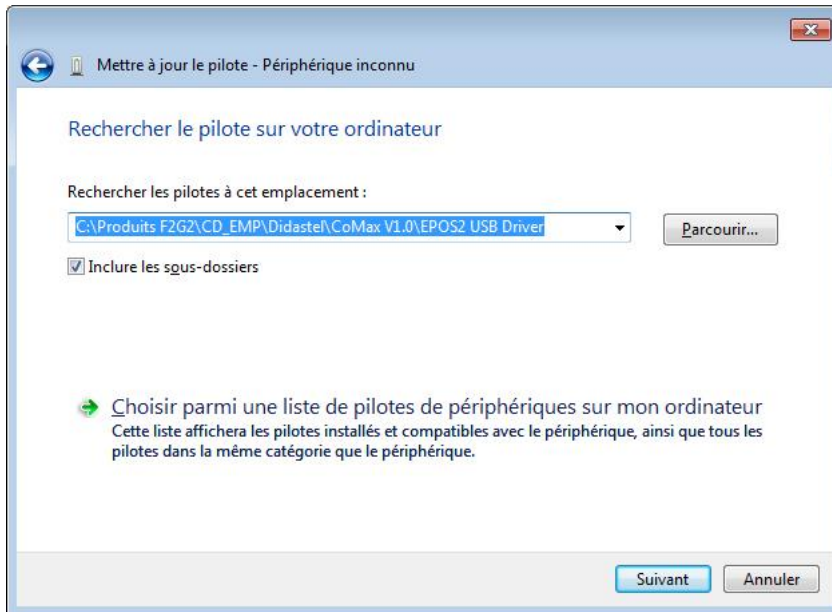 Mettre à jour le pilote - Périphérique inconnu
Rechercher le pilote sur votre ordinateur
Rechercher les pilotes à cet emplacement :
C:\Produits F2G2\CD_EMP\Didastel\CoMax V1.0\EPOS2 USB Driver
Parcourir...
Inclure les sous-dossiers
Choisir parmi une liste de pilotes de périphériques sur mon ordinateur
Cette liste affichera les pilotes installés et compatibles avec le périphérique, ainsi que tous les
pilotes dans la même catégorie que le périphérique.
Suivant
Annuler